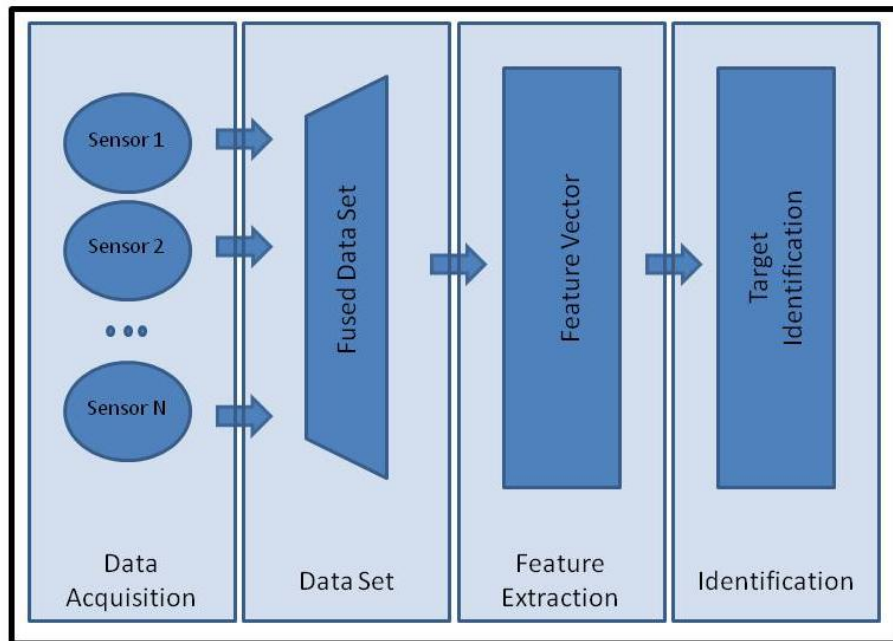 Sensor 1
Sensor 2
Sensor N
Data
Acquisition
Fused Data Set
Data Set
Feature Vector
Feature
Extraction
Target
Identification
Identification